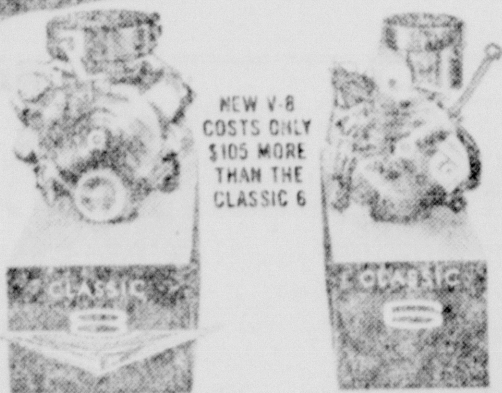 NEW V-8
COSTS ONLY
$105 MORE
THAN THE
CLASSIC 6
CLASSIC
CLASSIC